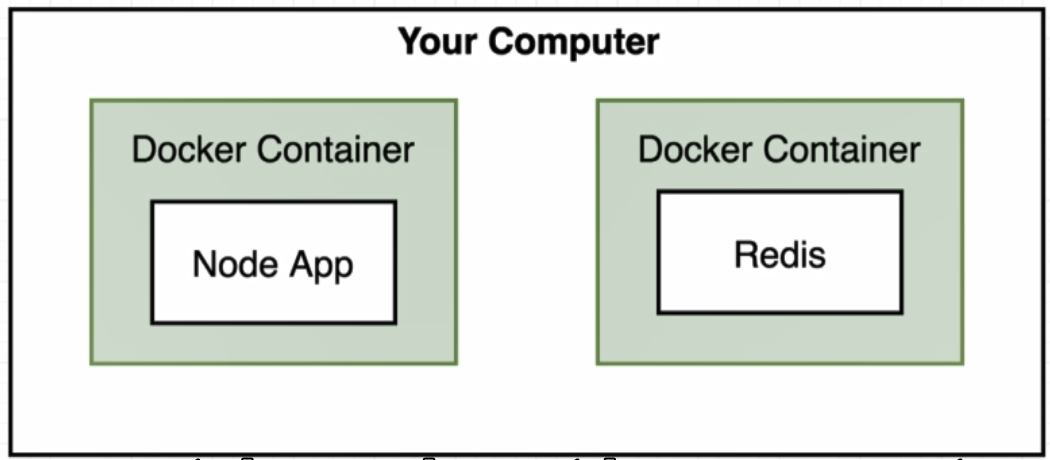 Your Computer
Docker Container
Node App
Docker Container
Redis